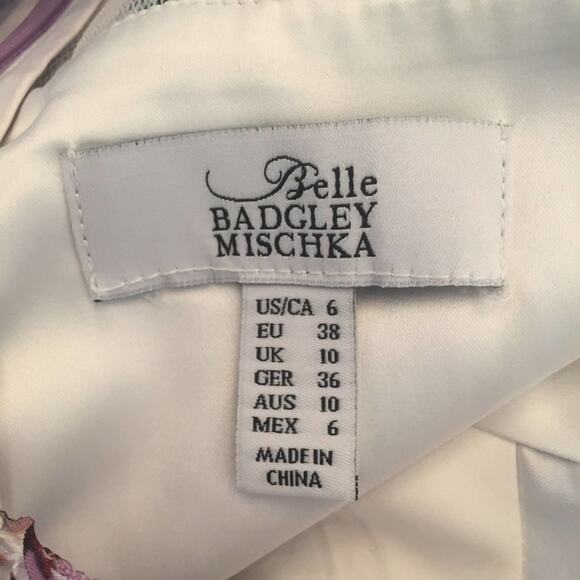 Belle
BADGLEY
MISCHKA
US/CA 6
EU 38
UK 10
GER 36
AUS 10
MEX 6
MADE IN
CHINA